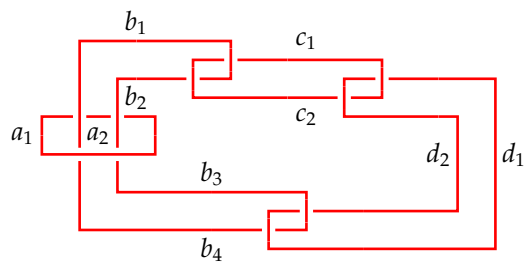 b₁
c₁
b₂
a₁ a₂
c₂
d₂ d₁
b₃
b₄